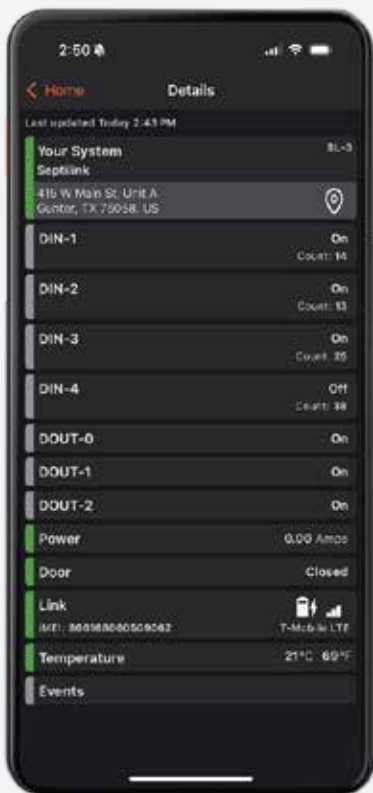 2:50
Home
Details
Last updated Today 2:43 PM
Your System
SL-3
Septilink
415 W Main St, Unit A
Gunter, TX 75058, US
DIN-1
On
Count: 14
DIN-2
On
Count: 13
DIN-3
On
Count: 25
DIN-4
Off
Count: 38
DOUT-0
On
DOUT-1
On
DOUT-2
On
Power
0.00 Amps
Door
Closed
Link
IMEI:
T-Mobile LTE
Temperature
21°C 69°F
Events